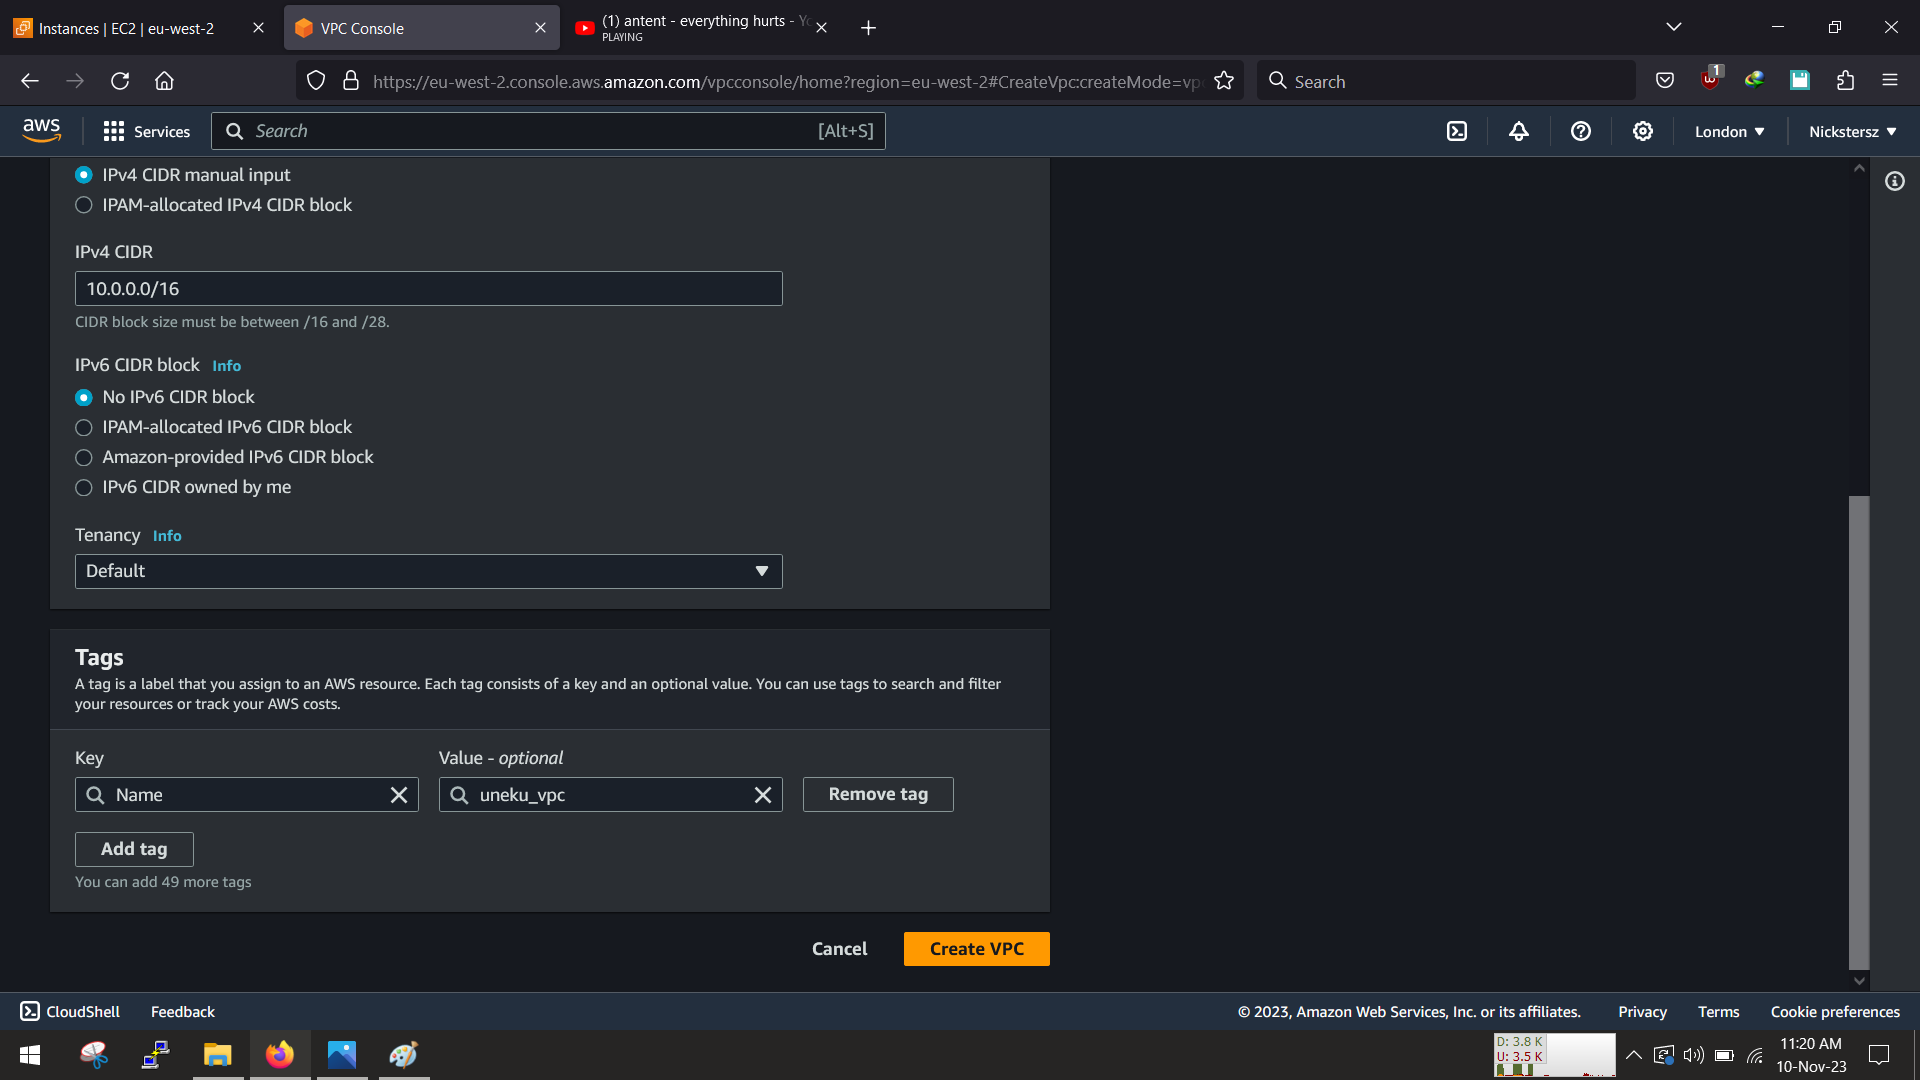 Instances | EC2 | eu-west-2
VPC Console
(1) antent - everything hurts - Yo
PLAYING
https://eu-west-2.console.aws.amazon.com/vpcconsole/home?region=eu-west-2#CreateVpc:createMode=vp
Search
1
aws
Services
Search
[Alt+S]
London
Nickstersz
IPv4 CIDR manual input
IPAM-allocated IPv4 CIDR block
IPv4 CIDR
10.0.0.0/16
CIDR block size must be between /16 and /28.
IPv6 CIDR block Info
No IPv6 CIDR block
IPAM-allocated IPv6 CIDR block
Amazon-provided IPv6 CIDR block
IPv6 CIDR owned by me
Tenancy Info
Default
Tags
A tag is a label that you assign to an AWS resource. Each tag consists of a key and an optional value. You can use tags to search and filter
your resources or track your AWS costs.
Key
Value - optional
Name
uneku_vpc
Remove tag
Add tag
You can add 49 more tags
Cancel
Create VPC
CloudShell
Feedback
© 2023, Amazon Web Services, Inc. or its affiliates.
Privacy
Terms
Cookie preferences
D: 3.8 K
U: 3.5 K
11:20 AM
10-Nov-23